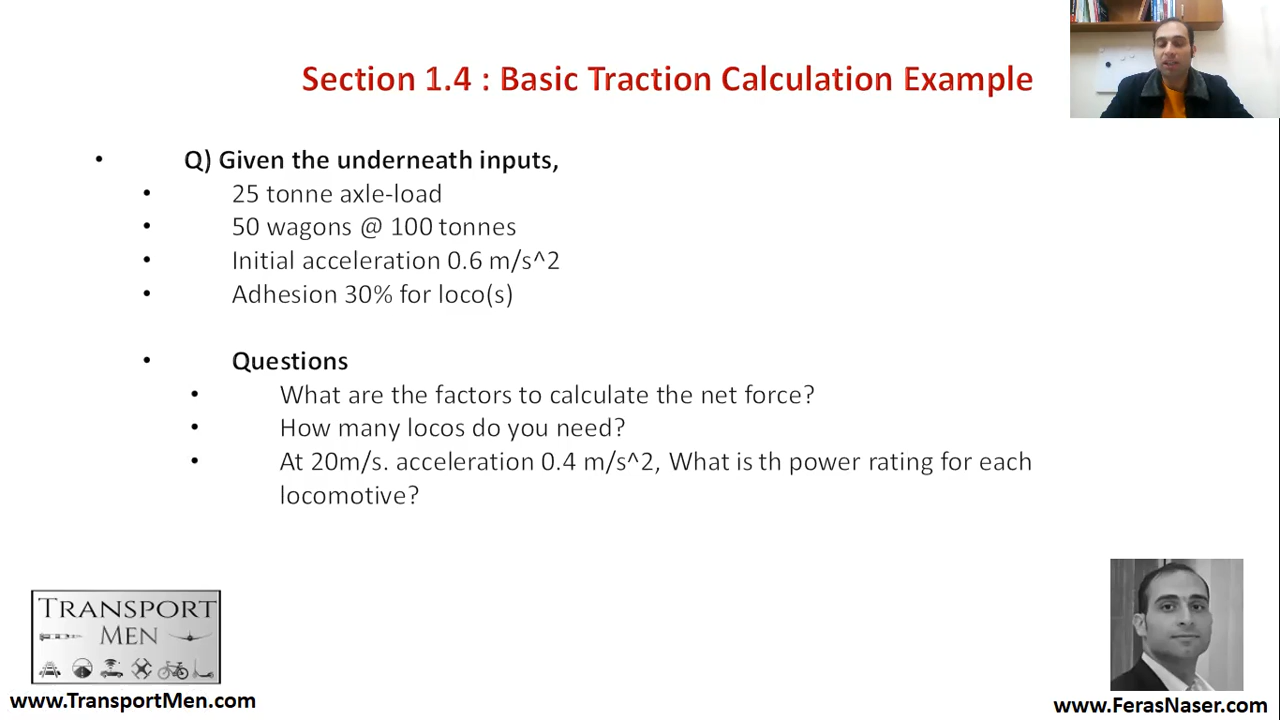 Section 1.4 : Basic Traction Calculation Example
• Q) Given the underneath inputs,
• 25 tonne axle-load
• 50 wagons @ 100 tonnes
• Initial acceleration 0.6 m/s^2
• Adhesion 30% for loco(s)
• Questions
• What are the factors to calculate the net force?
• How many locos do you need?
• At 20m/s. acceleration 0.4 m/s^2, What is th power rating for each
locomotive?
TRANSPORT
MEN
www.TransportMen.com
www.FerasNaser.com